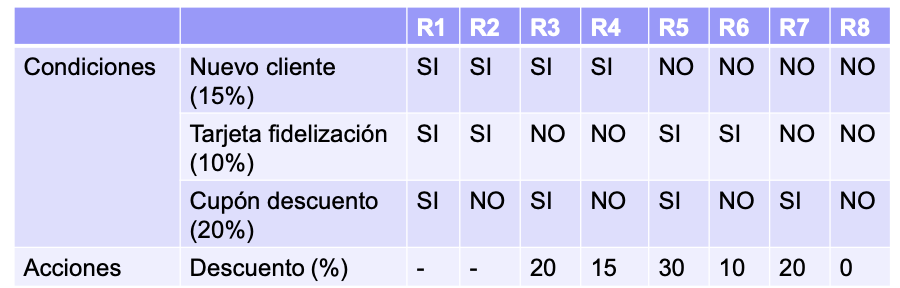 R1 R2 R3 R4 R5 R6 R7 R8
Condiciones Nuevo cliente (15%) SI SI SI SI NO NO NO NO
Tarjeta fidelización (10%) SI SI NO NO SI SI NO NO
Cupón descuento (20%) SI NO SI NO SI NO SI NO
Acciones Descuento (%) - - 20 15 30 10 20 0